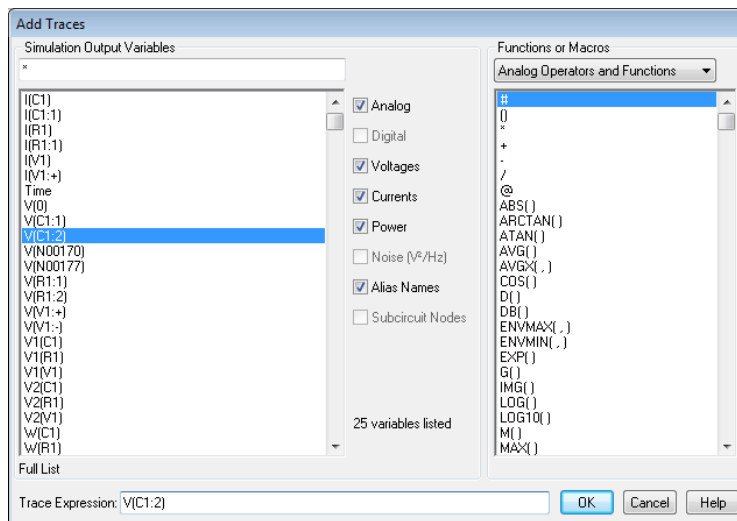 Add Traces
Simulation Output Variables
*
I(C1)
I(C1:1)
I(R1)
I(R1:1)
I(V1)
I(V1:+)
Time
V(0)
V(C1:1)
V(C1:2)
V(N00170)
V(N00177)
V(R1:1)
V(R1:2)
V(V1:+)
V(V1:-)
V1(C1)
V1(R1)
V1(V1)
V2(C1)
V2(R1)
V2(V1)
W(C1)
W(R1)
Full List
Analog
Digital
Voltages
Currents
Power
Noise (V²/Hz)
Alias Names
Subcircuit Nodes
25 variables listed
Functions or Macros
Analog Operators and Functions
#
()
*
+
-
/
@
ABS( )
ARCTAN( )
ATAN( )
AVG( )
AVGX( , )
COS( )
D( )
DB( )
ENVMAX( , )
ENVMIN( , )
EXP( )
G( )
IMG( )
LOG( )
LOG10( )
M( )
MAX( )
Trace Expression: V(C1:2)
OK Cancel Help